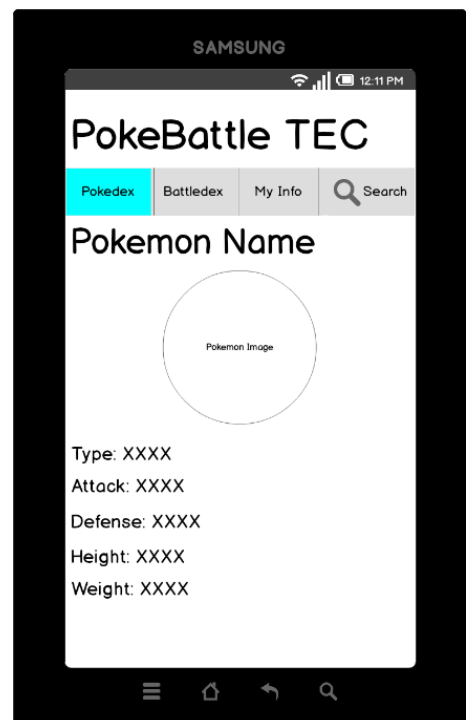 SAMSUNG
12:11 PM
PokeBattle TEC
Pokedex Battledex My Info Search
Pokemon Name
Pokemon Image
Type: XXXX
Attack: XXXX
Defense: XXXX
Height: XXXX
Weight: XXXX